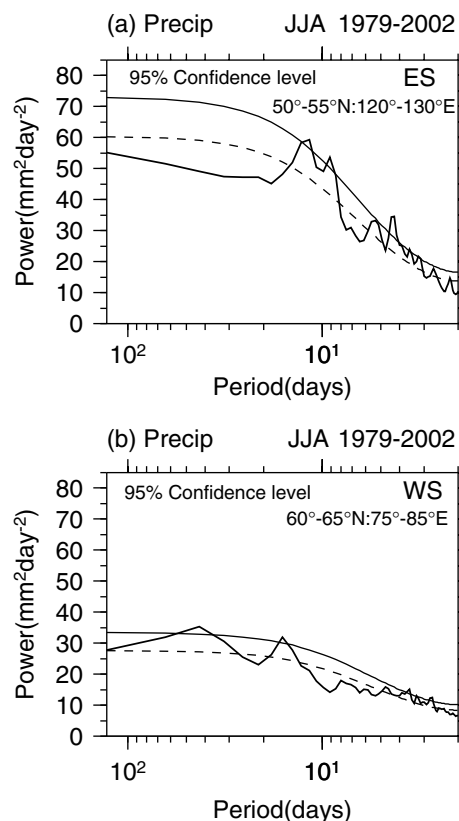 (a) Precip JJA 1979-2002
95% Confidence level ES
50°-55°N:120°-130°E
Power(mm²day⁻²)
80
70
60
50
40
30
20
10
0
10² 10¹
Period(days)
(b) Precip JJA 1979-2002
95% Confidence level WS
60°-65°N:75°-85°E
Power(mm²day⁻²)
80
70
60
50
40
30
20
10
0
10² 10¹
Period(days)